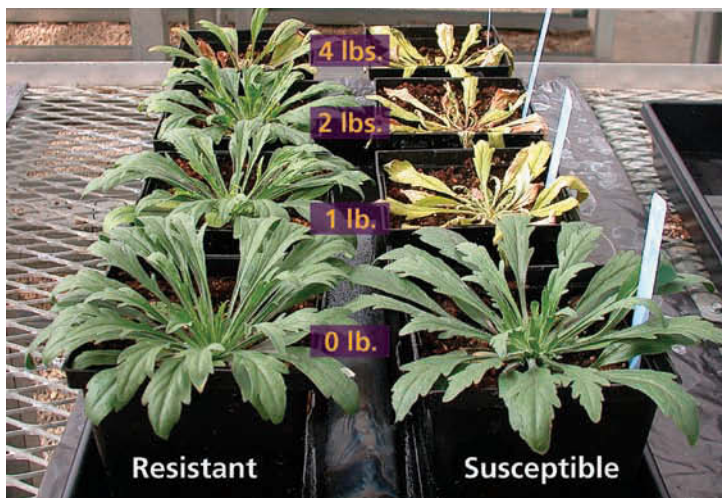 4 lbs.
2 lbs.
1 lb.
0 lb.
Resistant
Susceptible